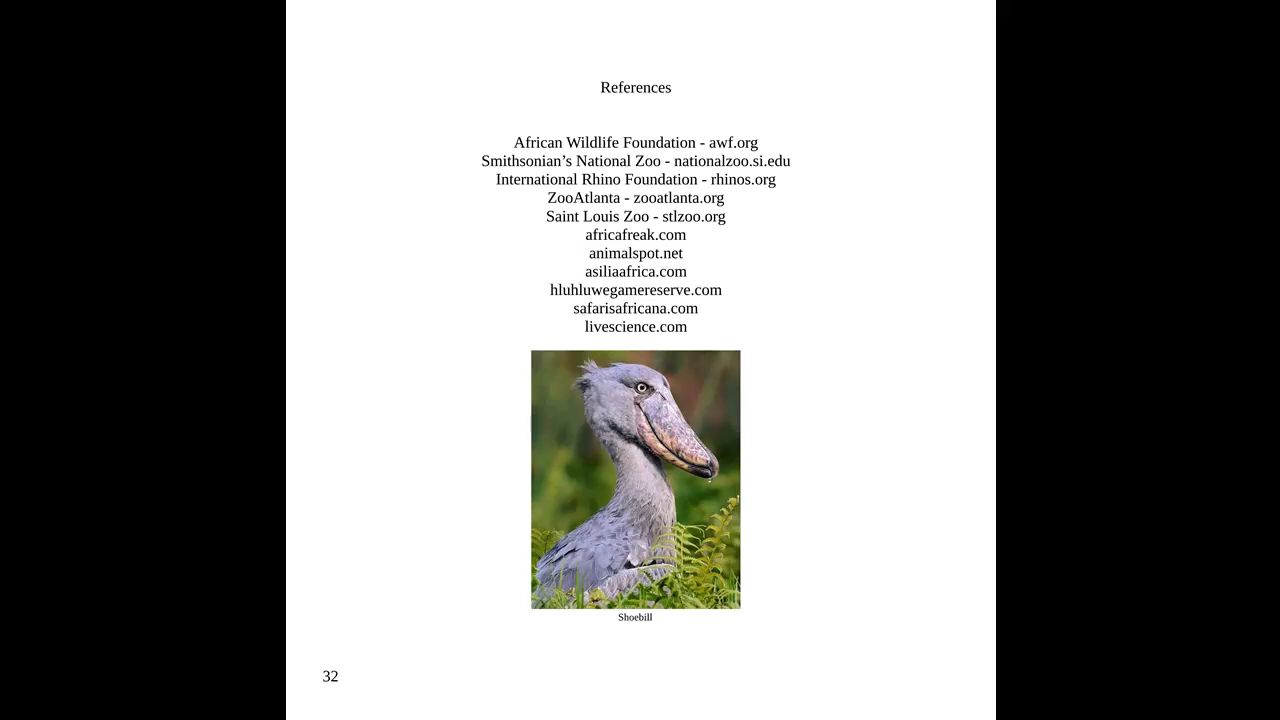 References
African Wildlife Foundation - awf.org
Smithsonian’s National Zoo - nationalzoo.si.edu
International Rhino Foundation - rhinos.org
ZooAtlanta - zooatlanta.org
Saint Louis Zoo - stlzoo.org
africafreak.com
animalspot.net
asiliaafrica.com
hluhluwegamereserve.com
safarisafricana.com
livescience.com
Shoebill
32